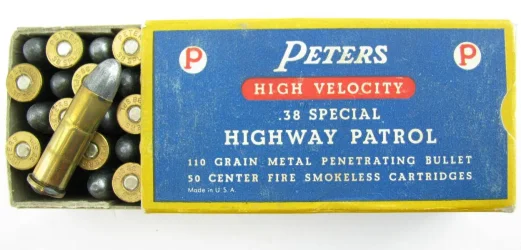 P PETERS P
HIGH VELOCITY
.38 SPECIAL
HIGHWAY PATROL
110 GRAIN METAL PENETRATING BULLET
50 CENTER FIRE SMOKELESS CARTRIDGES
Made in U.S.A.